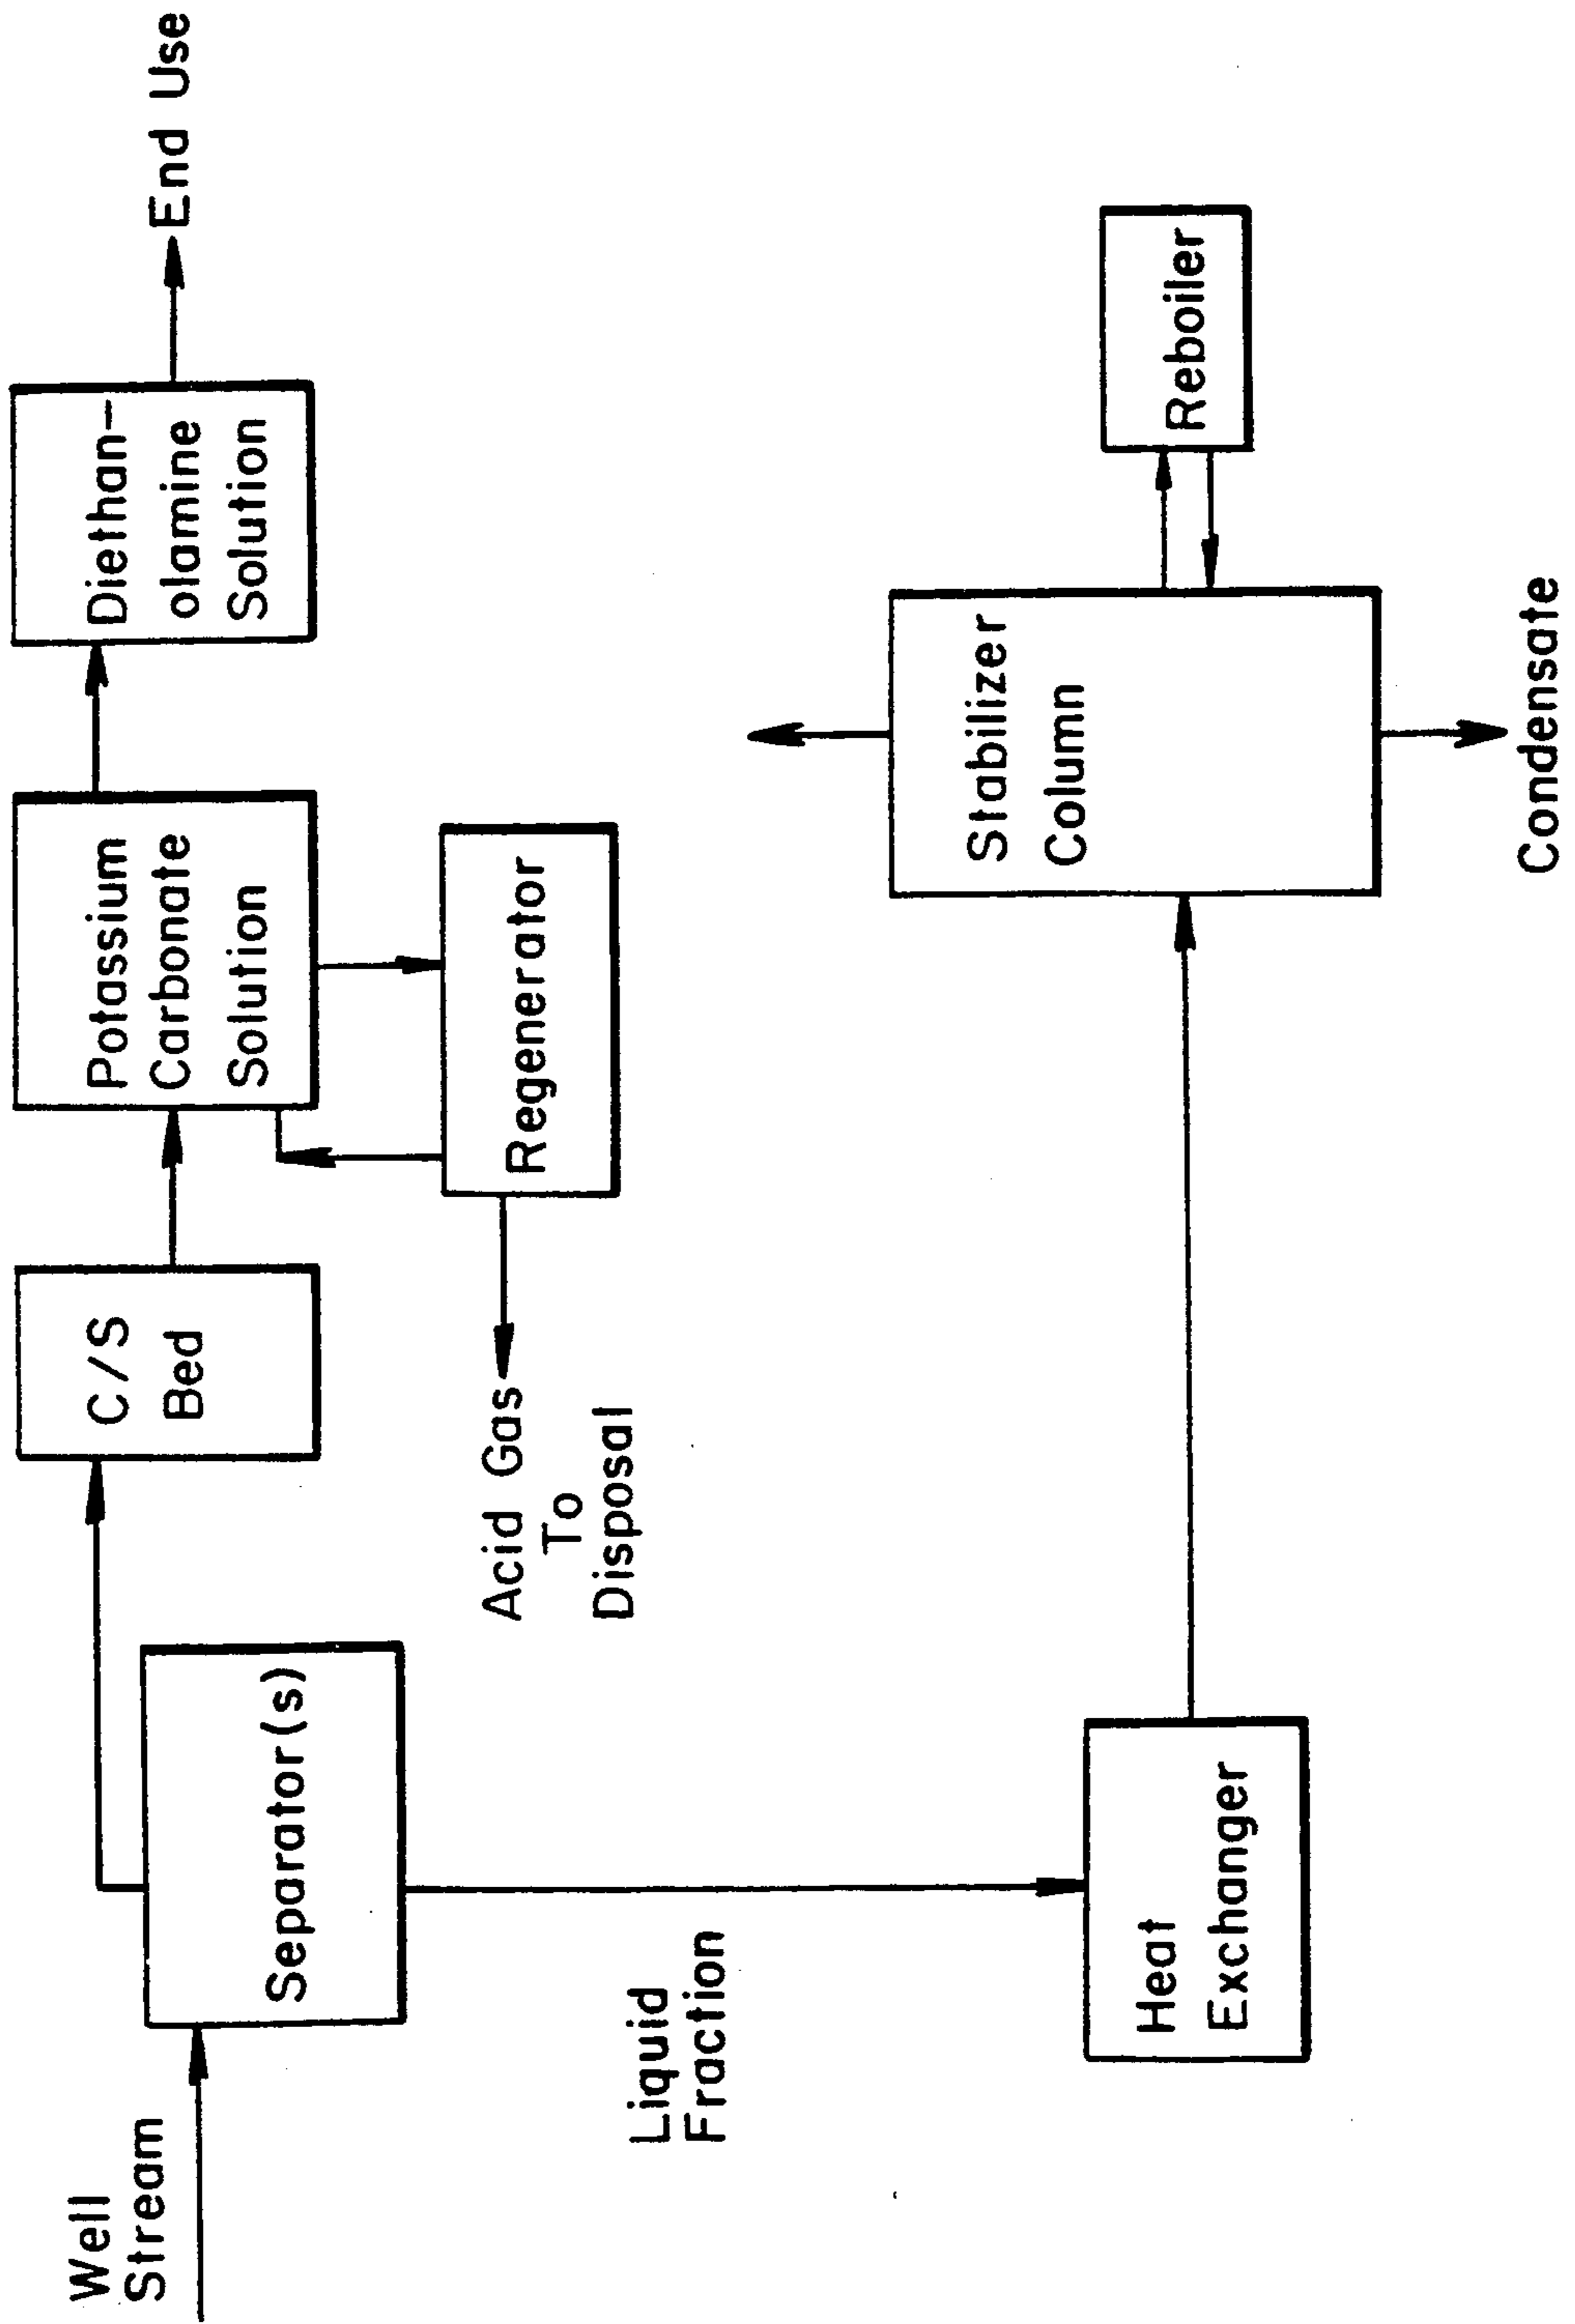 Well
Stream
Separator(s)
C/S
Bed
Potassium
Carbonate
Solution
Diethan-
olamine
Solution
End Use
Regenerator
Acid Gas
To
Disposal
Liquid
Fraction
Heat
Exchanger
Stabilizer
Column
Reboiler
Condensate